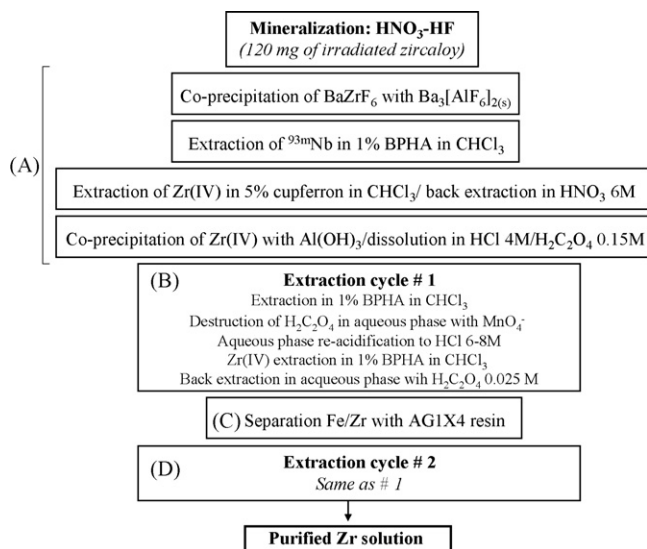 Mineralization: HNO₃-HF
(120 mg of irradiated zircaloy)
(A)
Co-precipitation of BaZrF₆ with Ba₃[AlF₆]₂₍ₛ₎
Extraction of ⁹³ᵐNb in 1% BPHA in CHCl₃
Extraction of Zr(IV) in 5% cupferron in CHCl₃/ back extraction in HNO₃ 6M
Co-precipitation of Zr(IV) with Al(OH)₃/dissolution in HCl 4M/H₂C₂O₄ 0.15M
(B) Extraction cycle # 1
Extraction in 1% BPHA in CHCl₃
Destruction of H₂C₂O₄ in aqueous phase with MnO₄⁻
Aqueous phase re-acidification to HCl 6-8M
Zr(IV) extraction in 1% BPHA in CHCl₃
Back extraction in acqueous phase wih H₂C₂O₄ 0.025 M
(C) Separation Fe/Zr with AG1X4 resin
(D) Extraction cycle # 2
Same as # 1
Purified Zr solution